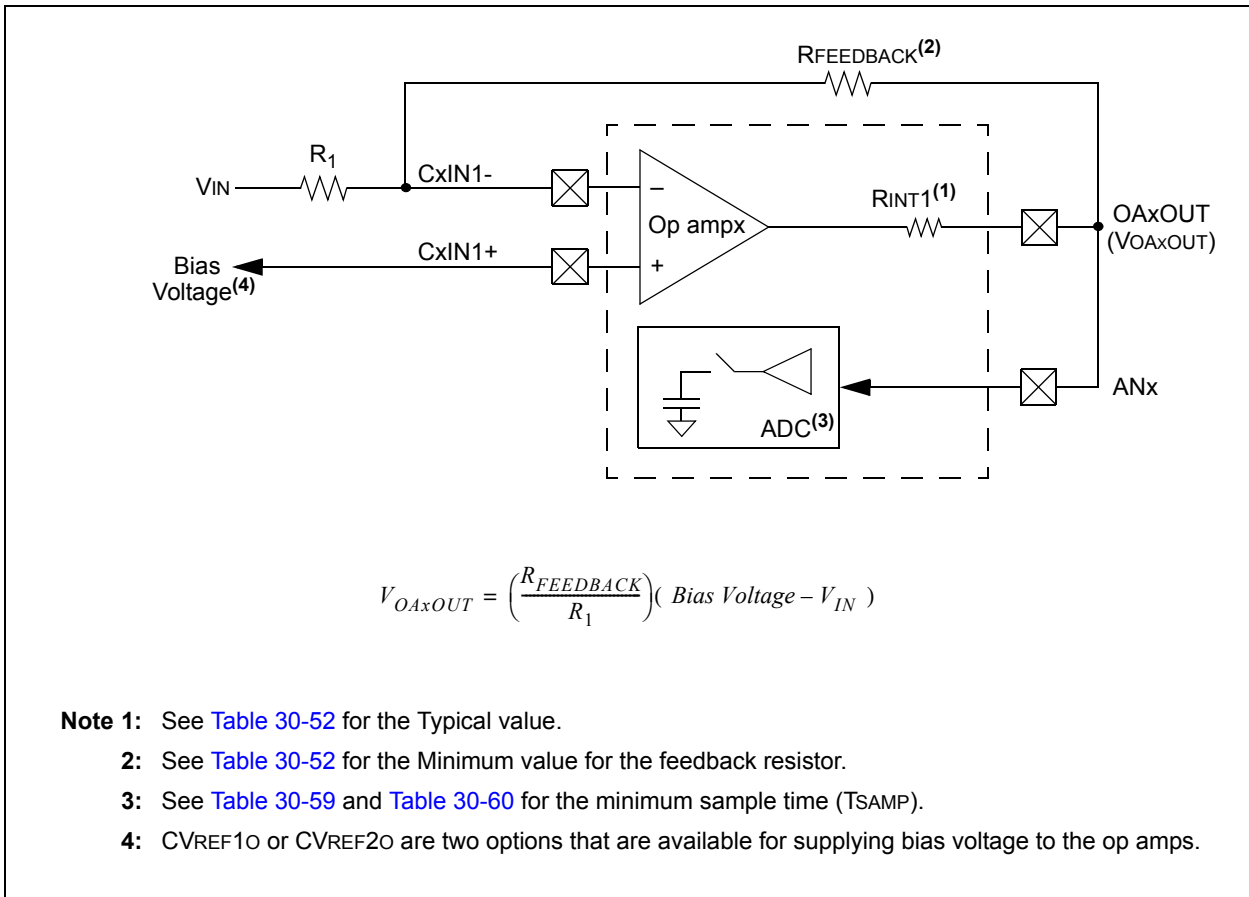 RFEEDBACK(2)
R1
VIN
CxIN1-
–
Op ampx
RINT1(1)
OAxOUT
(VOAxOUT)
CxIN1+
+
Bias
Voltage(4)
ADC(3)
ANx
VOAxOUT = (RFEEDBACK / R1)( Bias Voltage – VIN )
Note 1: See Table 30-52 for the Typical value.
2: See Table 30-52 for the Minimum value for the feedback resistor.
3: See Table 30-59 and Table 30-60 for the minimum sample time (TSAMP).
4: CVREF1O or CVREF2O are two options that are available for supplying bias voltage to the op amps.